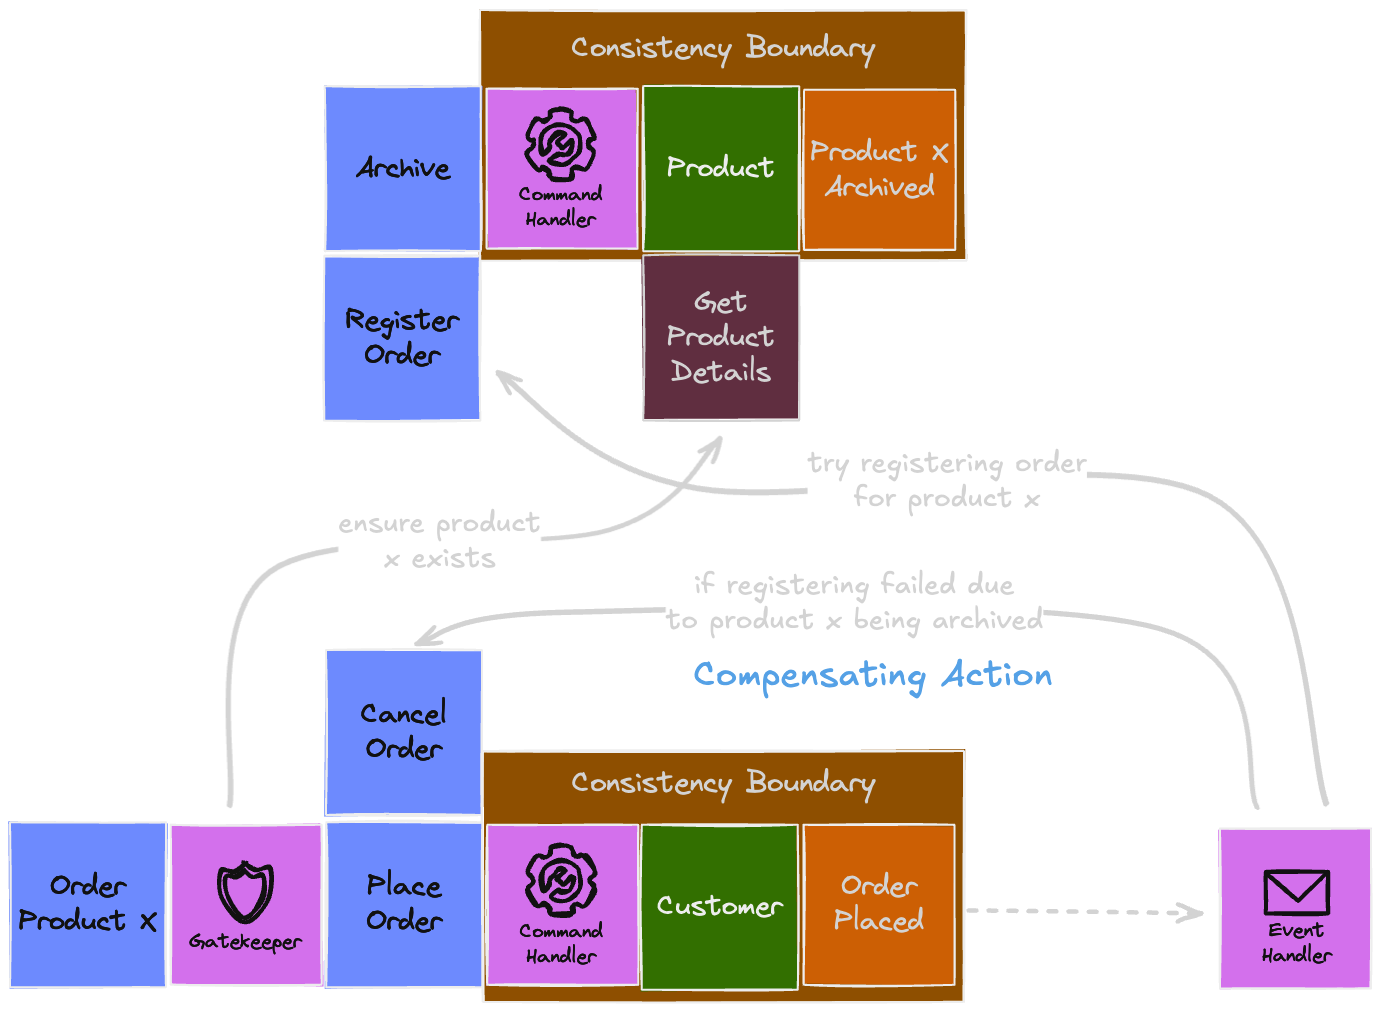 Consistency Boundary
Archive
Command
Handler
Product
Product x
Archived
Register
Order
Get
Product
Details
try registering order
for product x
ensure product
x exists
if registering failed due
to product x being archived
Compensating Action
Cancel
Order
Consistency Boundary
Order
Product x
Gatekeeper
Place
Order
Command
Handler
Customer
Order
Placed
Event
Handler